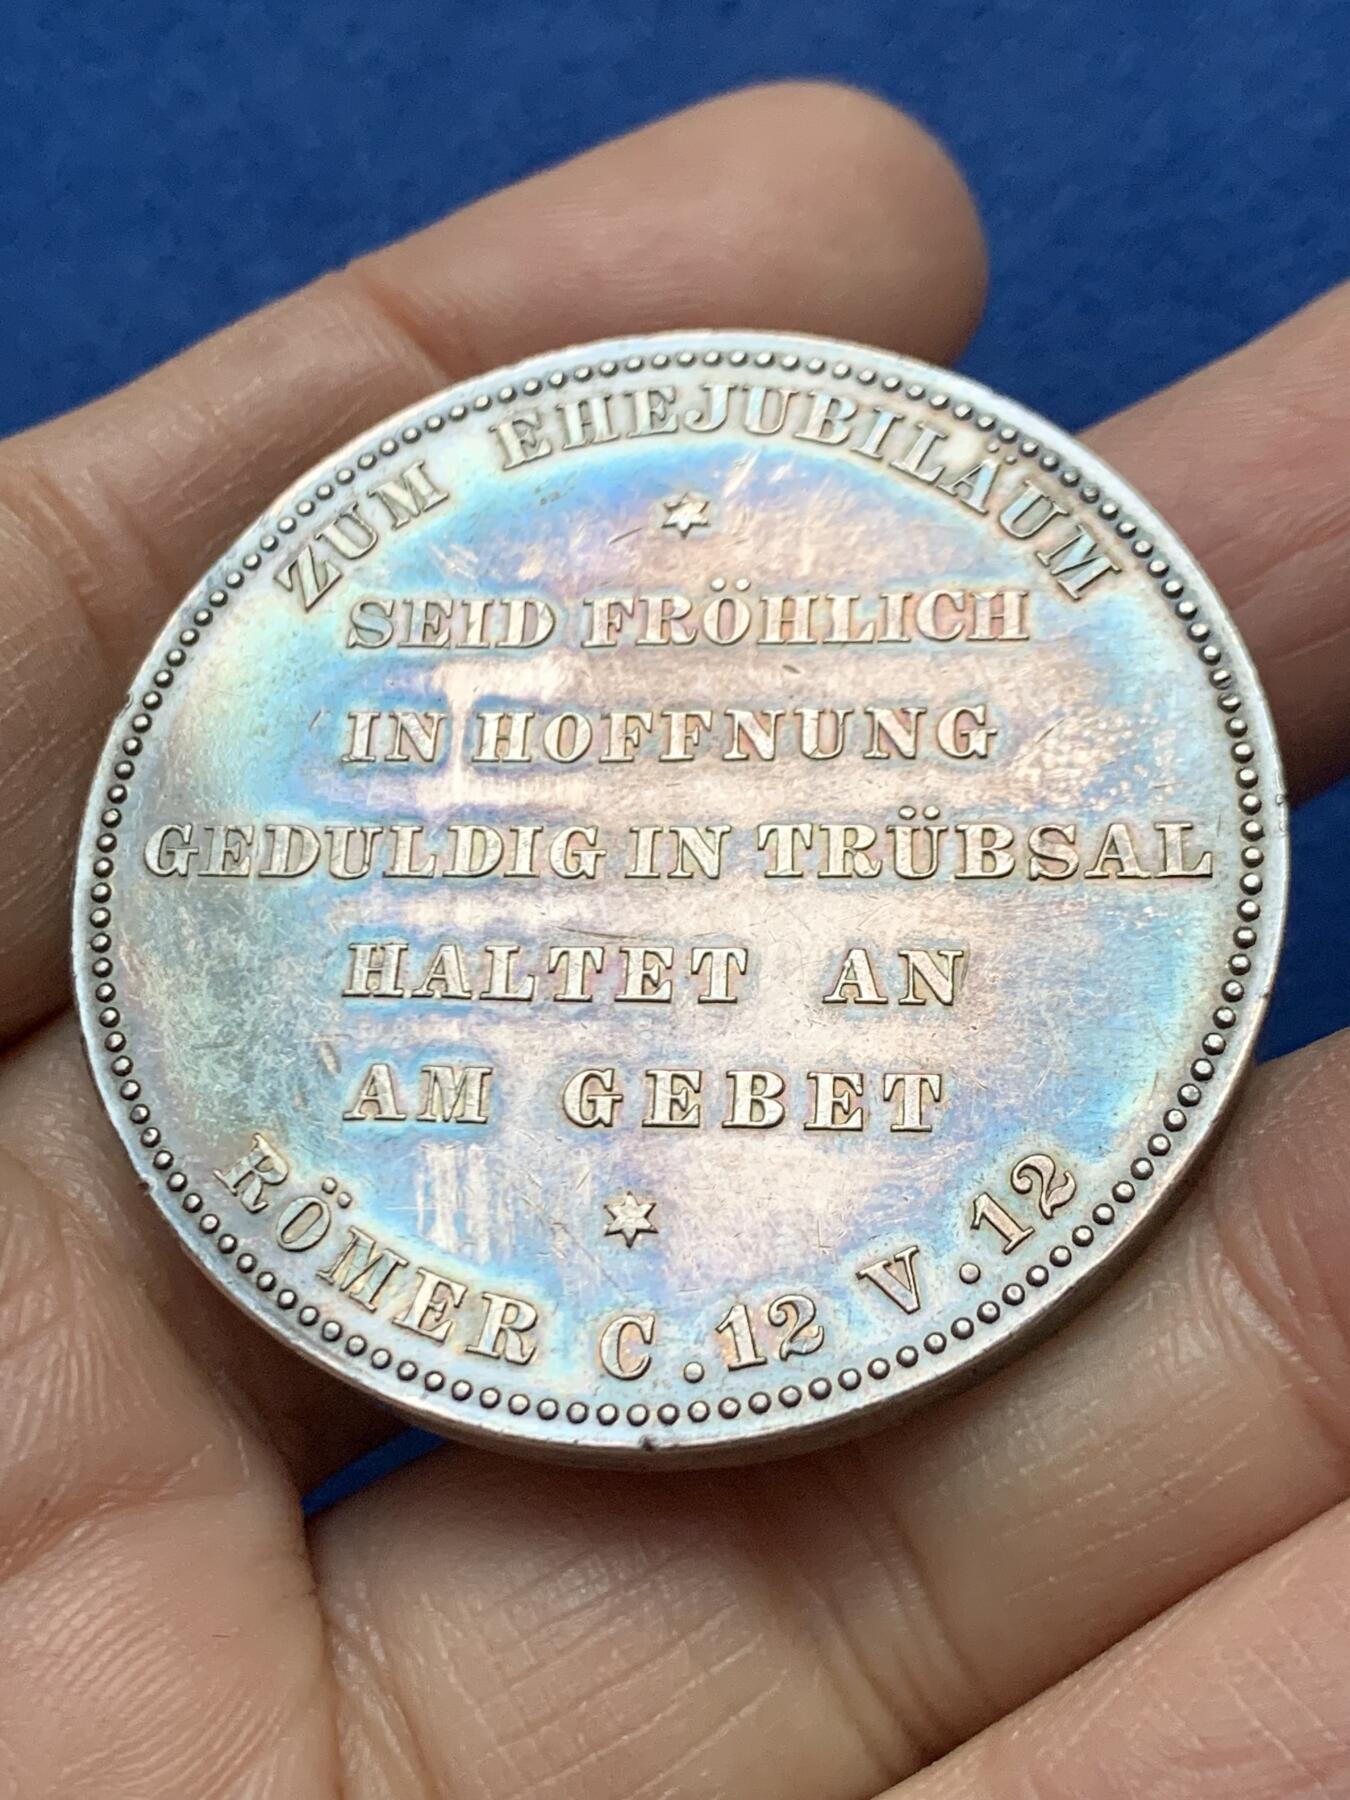 ZUM EHEJUBILÄUM
SEID FRÖHLICH
IN HOFFNUNG
GEDULDIG IN TRÜBSAL
HALTET AN
AM GEBET
RÖMER C.12 V.12